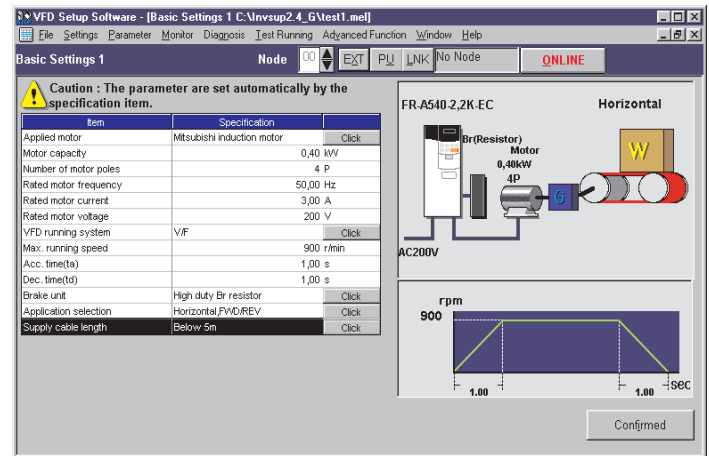 VFD Setup Software - [Basic Settings 1 C:\Invsup2.4_G\test1.mel]
File Settings Parameter Monitor Diagnosis Test Running Advanced Function Window Help
Basic Settings 1 Node 00 EXT PU LNK No Node ONLINE
Caution : The parameter are set automatically by the
specification item.
Item Specification
Applied motor Mitsubishi induction motor Click
Motor capacity 0,40 kW
Number of motor poles 4 P
Rated motor frequency 50,00 Hz
Rated motor current 3,00 A
Rated motor voltage 200 V
VFD running system V/F Click
Max. running speed 900 r/min
Acc. time(ta) 1,00 s
Dec. time(td) 1,00 s
Brake unit High duty Br resistor Click
Application selection Horizontal,FWD/REV Click
Supply cable length Below 5m Click
FR-A540-2,2K-EC Horizontal
Br(Resistor)
Motor
0,40kW
4P
W
G
AC200V
rpm
900
1.00 1.00 sec
Confirmed